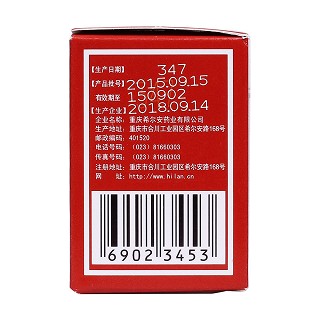 347
【生产日期】
2015.09.15
【产品批号】
150902
有效期至
2018.09.14
【生产企业】
企业名称：重庆希尔安药业有限公司
生产地址：重庆市合川工业园区希尔安路168号
邮政编码：401520
电话号码：（023）81660303
传真号码：（023）81660303
注册地址：重庆市合川工业园区希尔安路168号
网　　址：http://www.hilan.cn
6902 3453